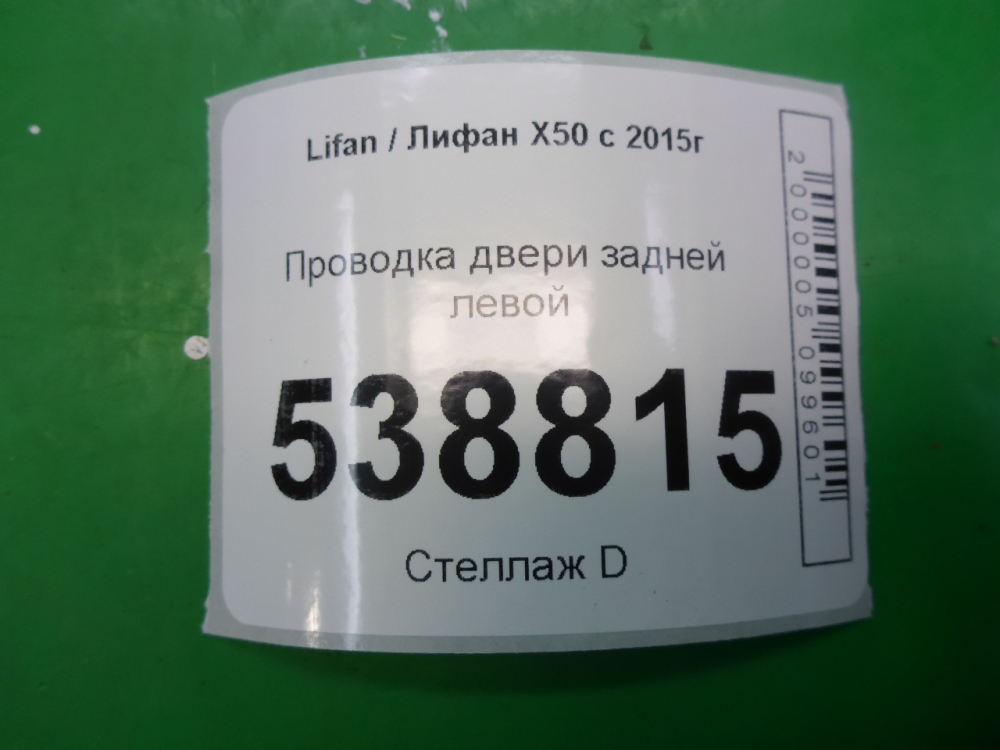 Lifan / Лифан X50 с 2015г
Проводка двери задней
левой
538815
Стеллаж D
2000005099601